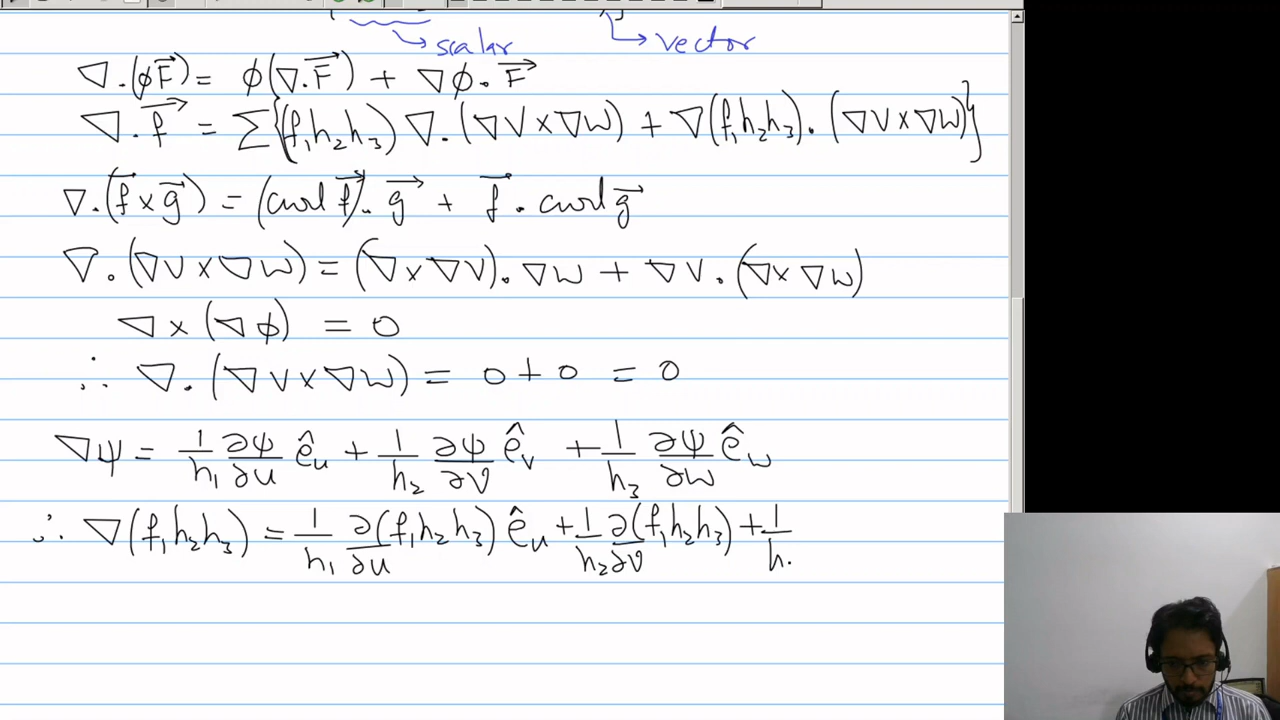 scalar vector
∇.(ϕF⃗) = ϕ(∇.F⃗) + ∇ϕ.F⃗
∇.f⃗ = Σ{(f₁h₂h₃)∇.(∇V×∇W) + ∇(f₁h₂h₃).(∇V×∇W)}
∇.(f⃗×g⃗) = (curl f⃗).g⃗ + f⃗.curl g⃗
∇.(∇V×∇W) = (∇×∇V).∇W + ∇V.(∇×∇W)
∇×(∇ϕ) = 0
∴ ∇.(∇V×∇W) = 0+0 = 0
∇ψ = 1/h₁ ∂ψ/∂u ê_u + 1/h₂ ∂ψ/∂V ê_v + 1/h₃ ∂ψ/∂W ê_w
∴ ∇(f₁h₂h₃) = 1/h₁ ∂/∂u (f₁h₂h₃) ê_u + 1/h₂ ∂/∂V (f₁h₂h₃) + 1/h.